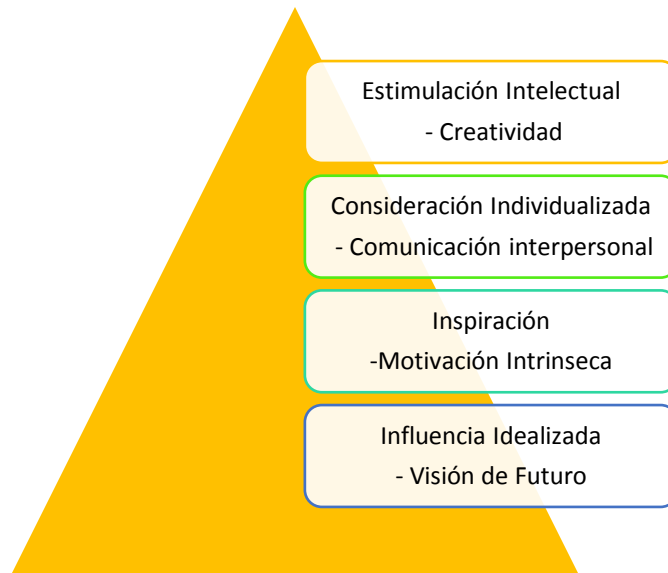 Estimulación Intelectual
- Creatividad
Consideración Individualizada
- Comunicación interpersonal
Inspiración
-Motivación Intrinseca
Influencia Idealizada
- Visión de Futuro